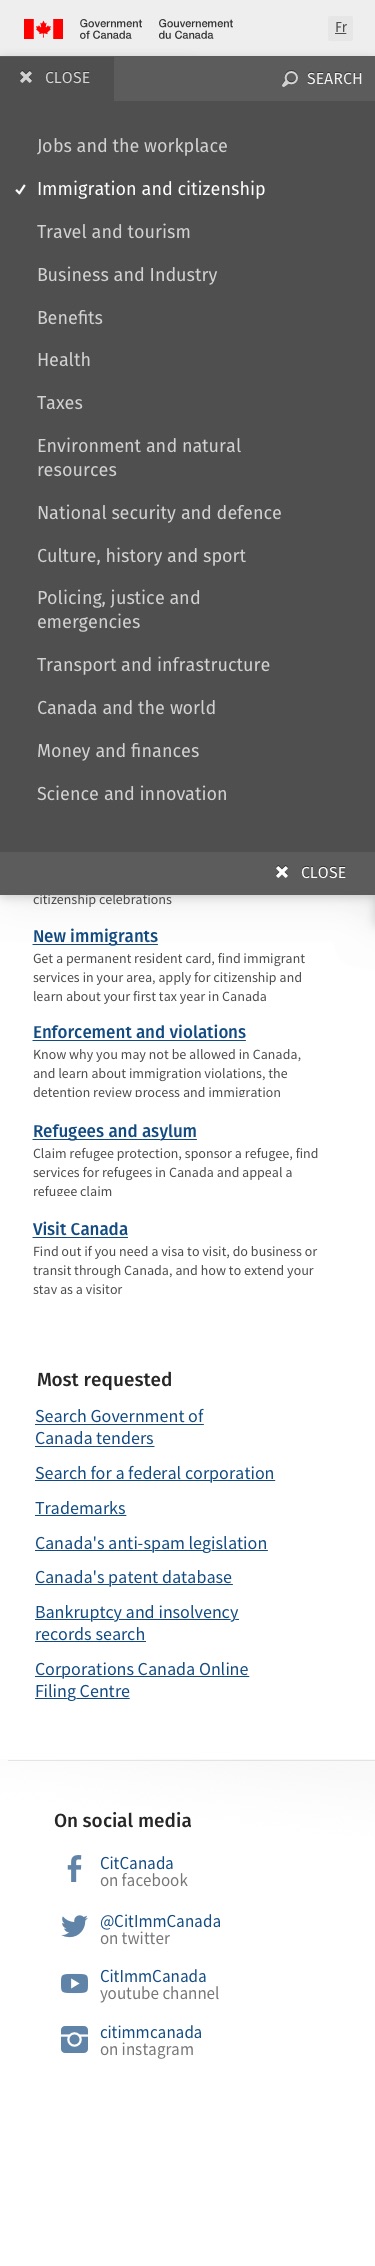 Government
of Canada
Gouvernement
du Canada
Fr
CLOSE
SEARCH
Jobs and the workplace
Immigration and citizenship
Travel and tourism
Business and Industry
Benefits
Health
Taxes
Environment and natural
resources
National security and defence
Culture, history and sport
Policing, justice and
emergencies
Transport and infrastructure
Canada and the world
Money and finances
Science and innovation
CLOSE
citizenship celebrations
New immigrants
Get a permanent resident card, find immigrant
services in your area, apply for citizenship and
learn about your first tax year in Canada
Enforcement and violations
Know why you may not be allowed in Canada,
and learn about immigration violations, the
detention review process and immigration
Refugees and asylum
Claim refugee protection, sponsor a refugee, find
services for refugees in Canada and appeal a
refugee claim
Visit Canada
Find out if you need a visa to visit, do business or
transit through Canada, and how to extend your
stay as a visitor
Most requested
Search Government of
Canada tenders
Search for a federal corporation
Trademarks
Canada's anti-spam legislation
Canada's patent database
Bankruptcy and insolvency
records search
Corporations Canada Online
Filing Centre
On social media
CitCanada
on facebook
@CitImmCanada
on twitter
CitImmCanada
youtube channel
citimmcanada
on instagram